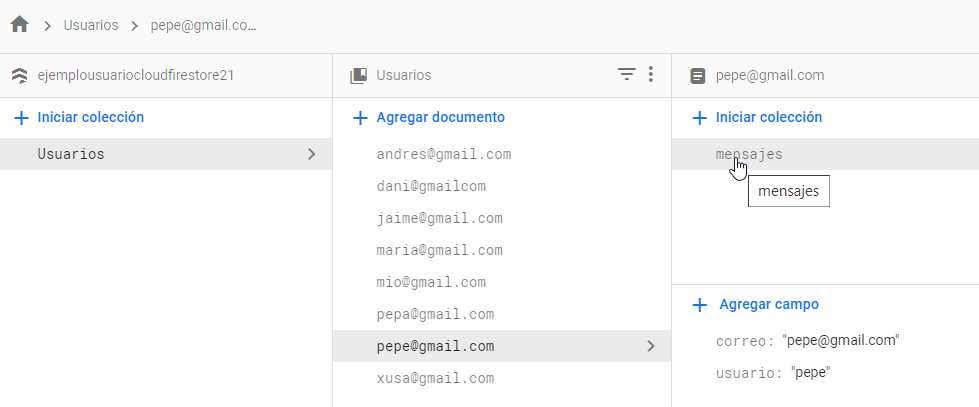 Usuarios > pepe@gmail.co...
ejemplousuariocloudfirestore21
Iniciar colección
Usuarios
Usuarios
Agregar documento
andres@gmail.com
dani@gmailcom
jaime@gmail.com
maria@gmail.com
mio@gmail.com
pepa@gmail.com
pepe@gmail.com
xusa@gmail.com
pepe@gmail.com
Iniciar colección
mensajes
mensajes
Agregar campo
correo: "pepe@gmail.com"
usuario: "pepe"